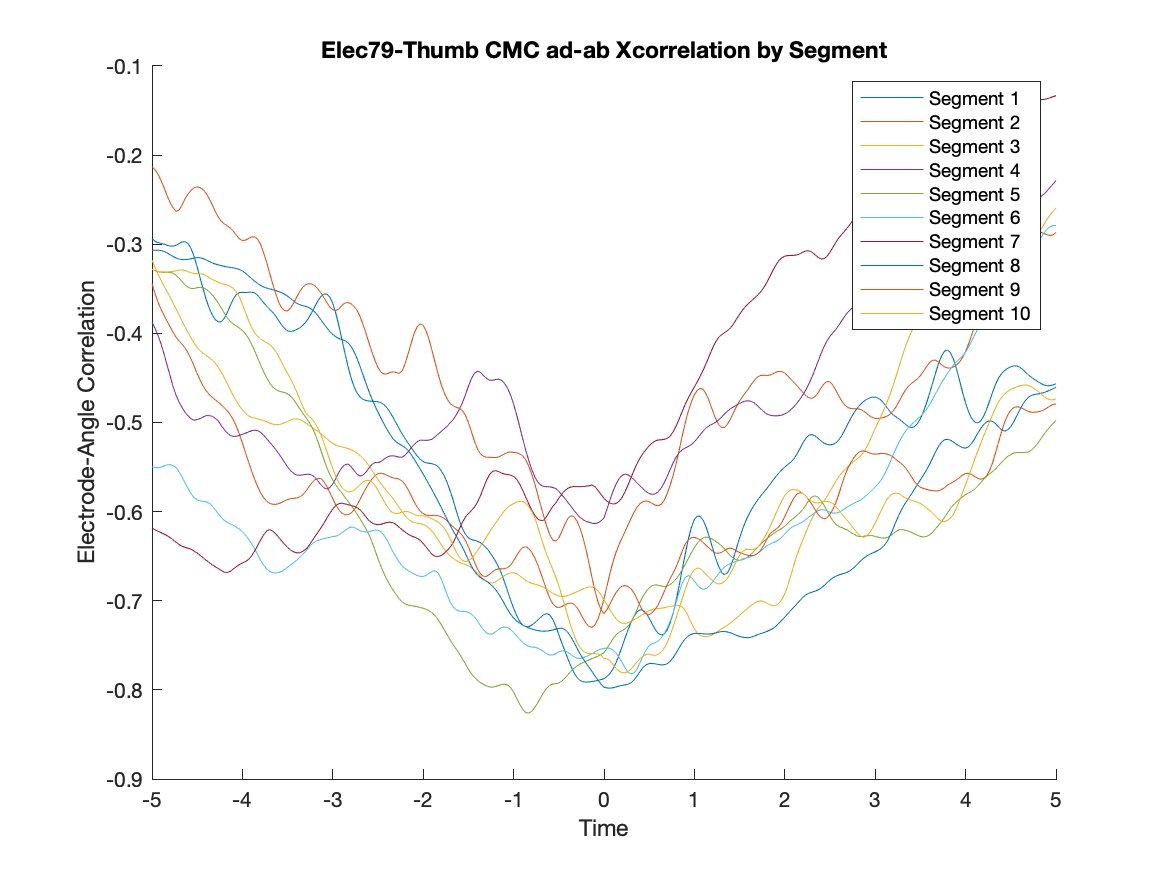 Elec79-Thumb CMC ad-ab Xcorrelation by Segment
-0.1
-0.2
-0.3
-0.4
-0.5
-0.6
-0.7
-0.8
-0.9
Electrode-Angle Correlation
Segment 1
Segment 2
Segment 3
Segment 4
Segment 5
Segment 6
Segment 7
Segment 8
Segment 9
Segment 10
-5 -4 -3 -2 -1 0 1 2 3 4 5
Time